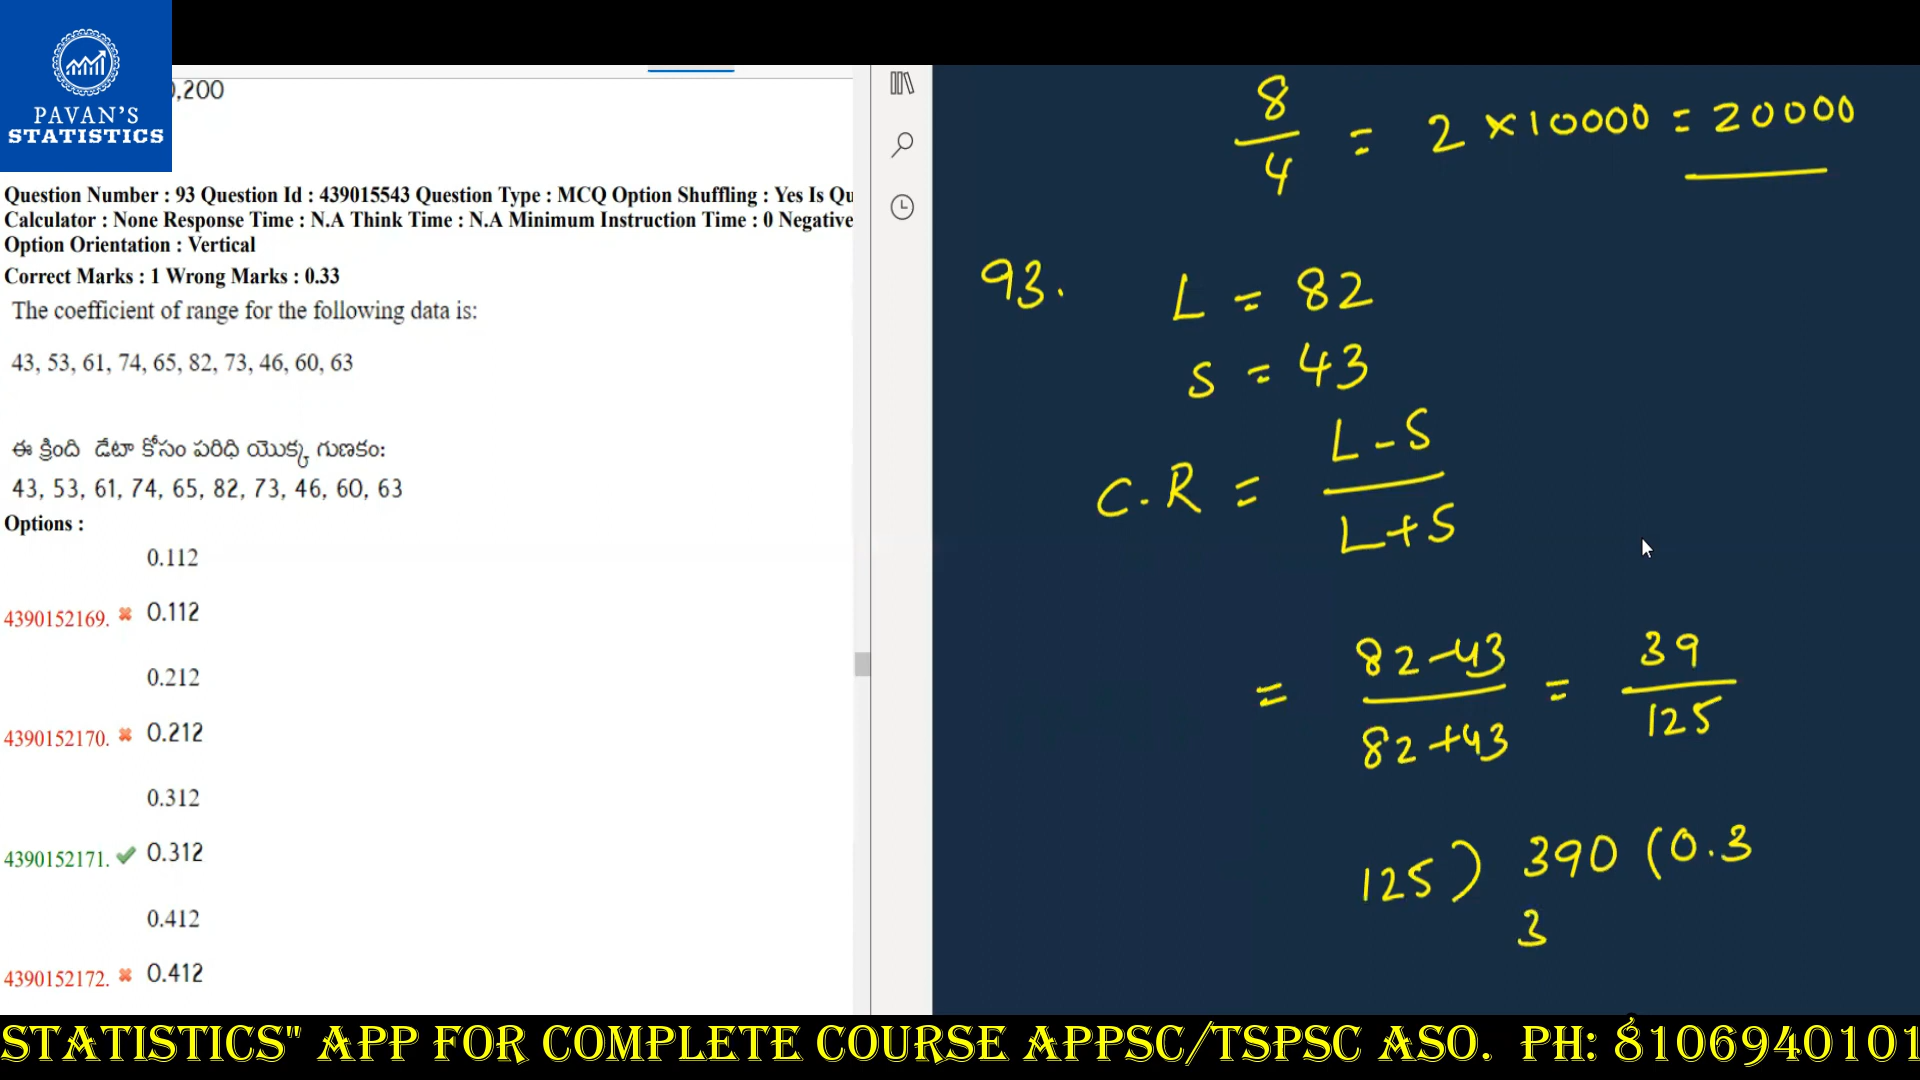 PAVAN'S
STATISTICS
0,200
Question Number : 93 Question Id : 439015543 Question Type : MCQ Option Shuffling : Yes Is Qu
Calculator : None Response Time : N.A Think Time : N.A Minimum Instruction Time : 0 Negative
Option Orientation : Vertical
Correct Marks : 1 Wrong Marks : 0.33
The coefficient of range for the following data is:
43, 53, 61, 74, 65, 82, 73, 46, 60, 63
ఈ క్రింది డేటా కోసం పరిధి యొక్క గుణకం:
43, 53, 61, 74, 65, 82, 73, 46, 60, 63
Options :
0.112
4390152169. ✖ 0.112
0.212
4390152170. ✖ 0.212
0.312
4390152171. ✔ 0.312
0.412
4390152172. ✖ 0.412
8
4
= 2 × 10000 = 20000
93. L = 82
S = 43
C.R = L - S
L + S
= 82 - 43
82 + 43
= 39
125
125 ) 390 ( 0.3
3
STATISTICS" APP FOR COMPLETE COURSE APPSC/TSPSC ASO. PH: 8106940101